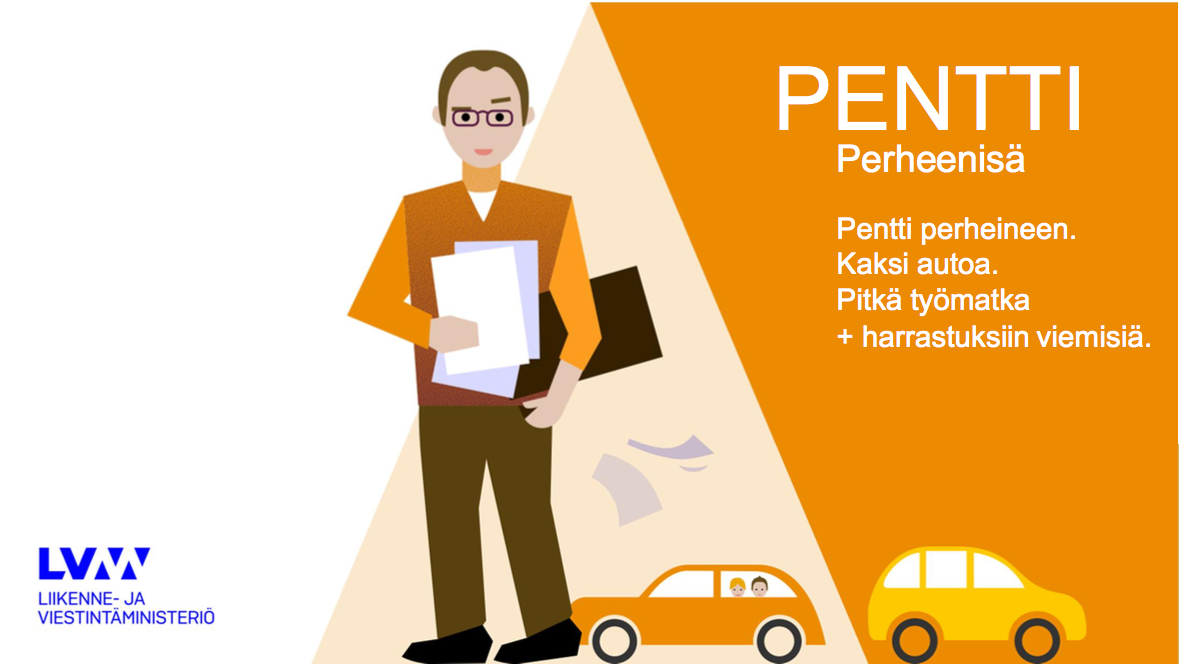 PENTTI
Perheenisä
Pentti perheineen.
Kaksi autoa.
Pitkä työmatka
+ harrastuksiin viemisiä.
LVM
LIIKENNE- JA
VIESTINTÄMINISTERIÖ